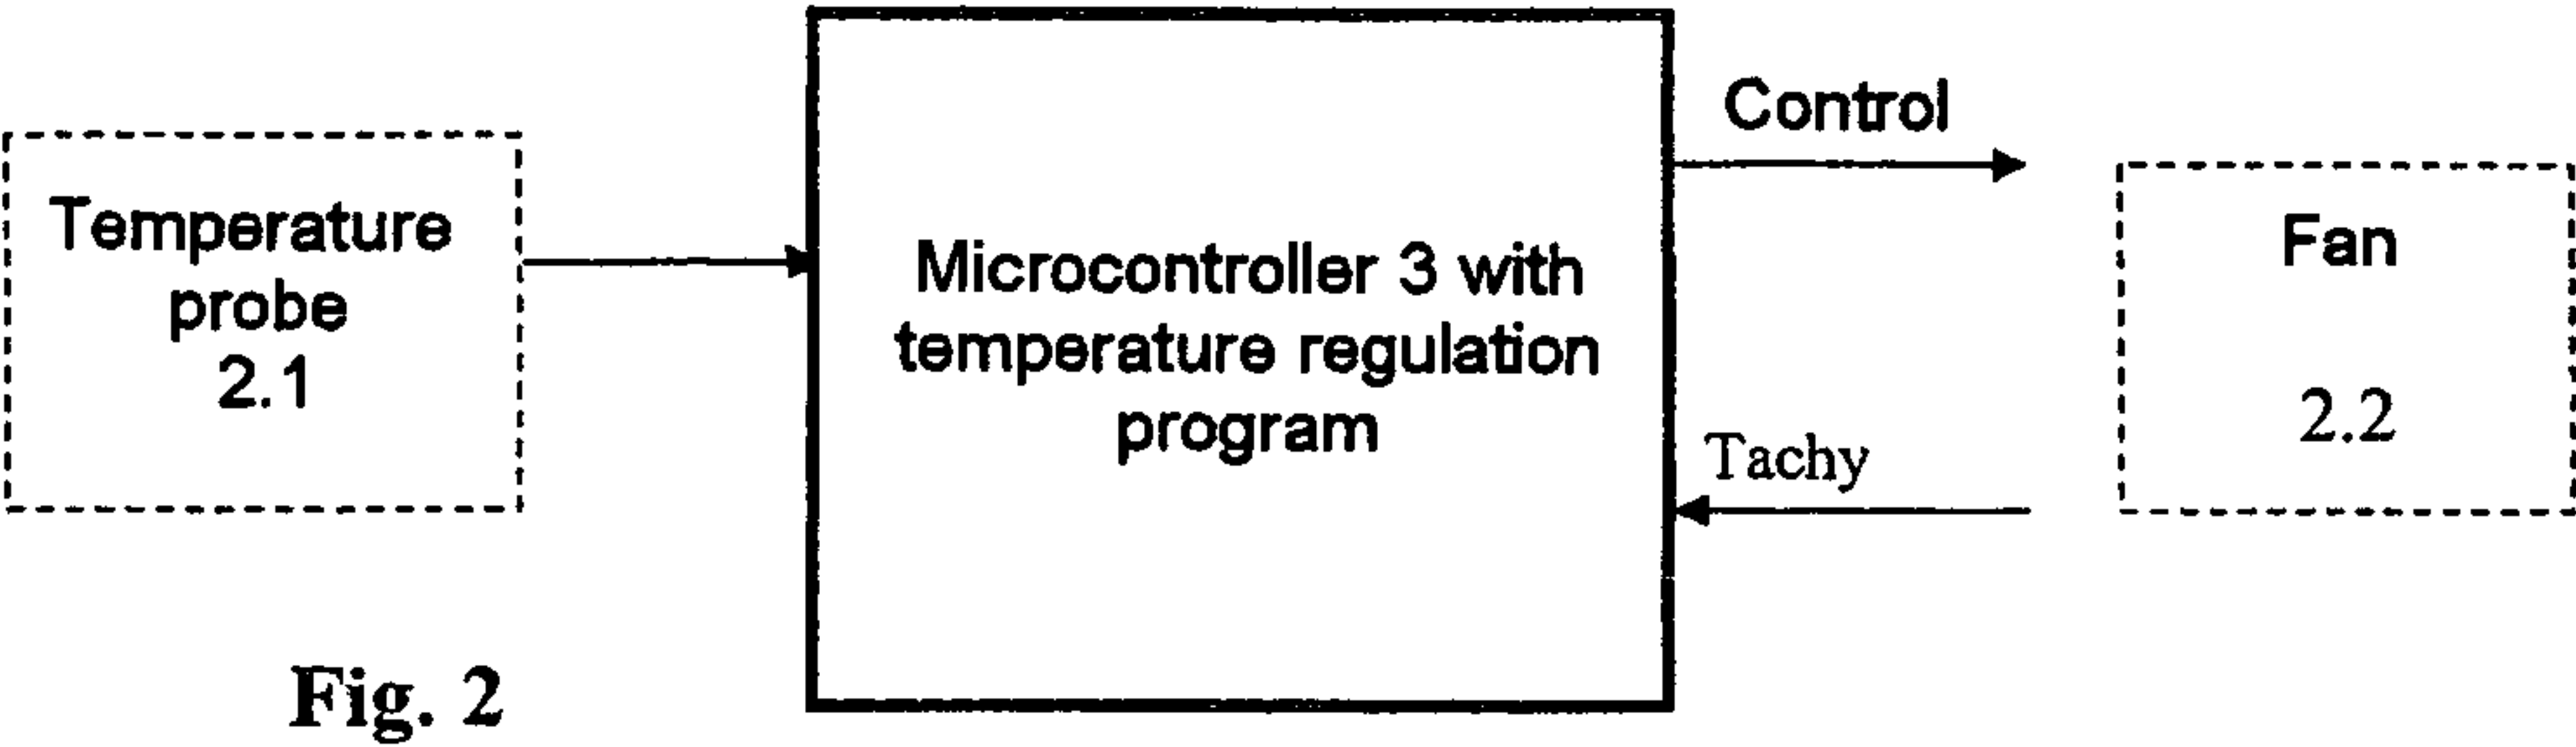 Temperature
probe
2.1
Microcontroller 3 with
temperature regulation
program
Control
Tachy
Fan
2.2
Fig. 2